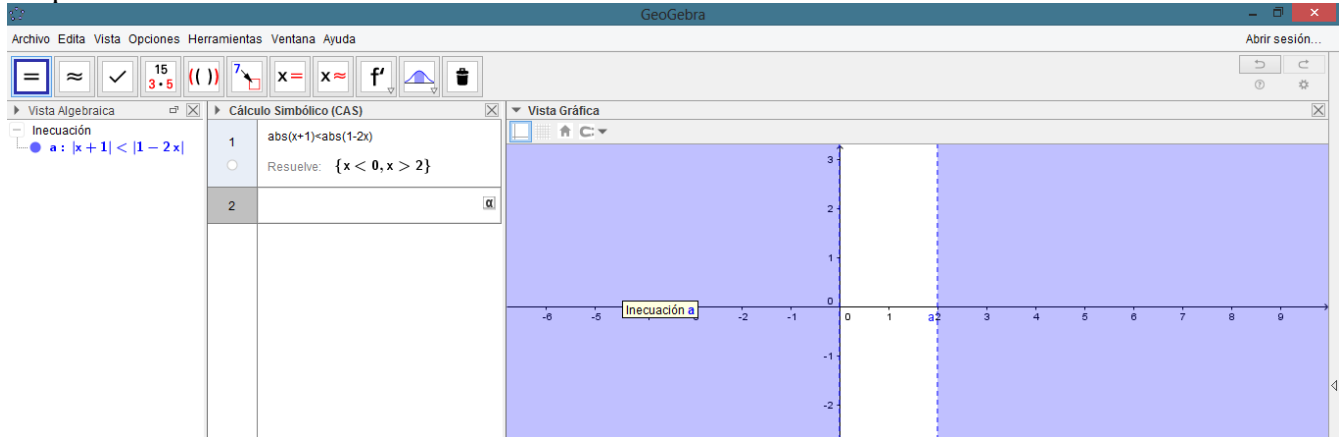 GeoGebra
Archivo Edita Vista Opciones Herramientas Ventana Ayuda
Abrir sesión...
= ≈ ✓ 15 3•5 (( )) 7 x= x≈ f'
Vista Algebraica
Inecuación
a : |x + 1| < |1 − 2 x|
Cálculo Simbólico (CAS)
1
abs(x+1)<abs(1-2x)
Resuelve: {x < 0, x > 2}
2
α
Vista Gráfica
3
2
1
0
-6 -5 -2 -1 0 1 a 2 3 4 5 6 7 8 9
Inecuación a
-1
-2